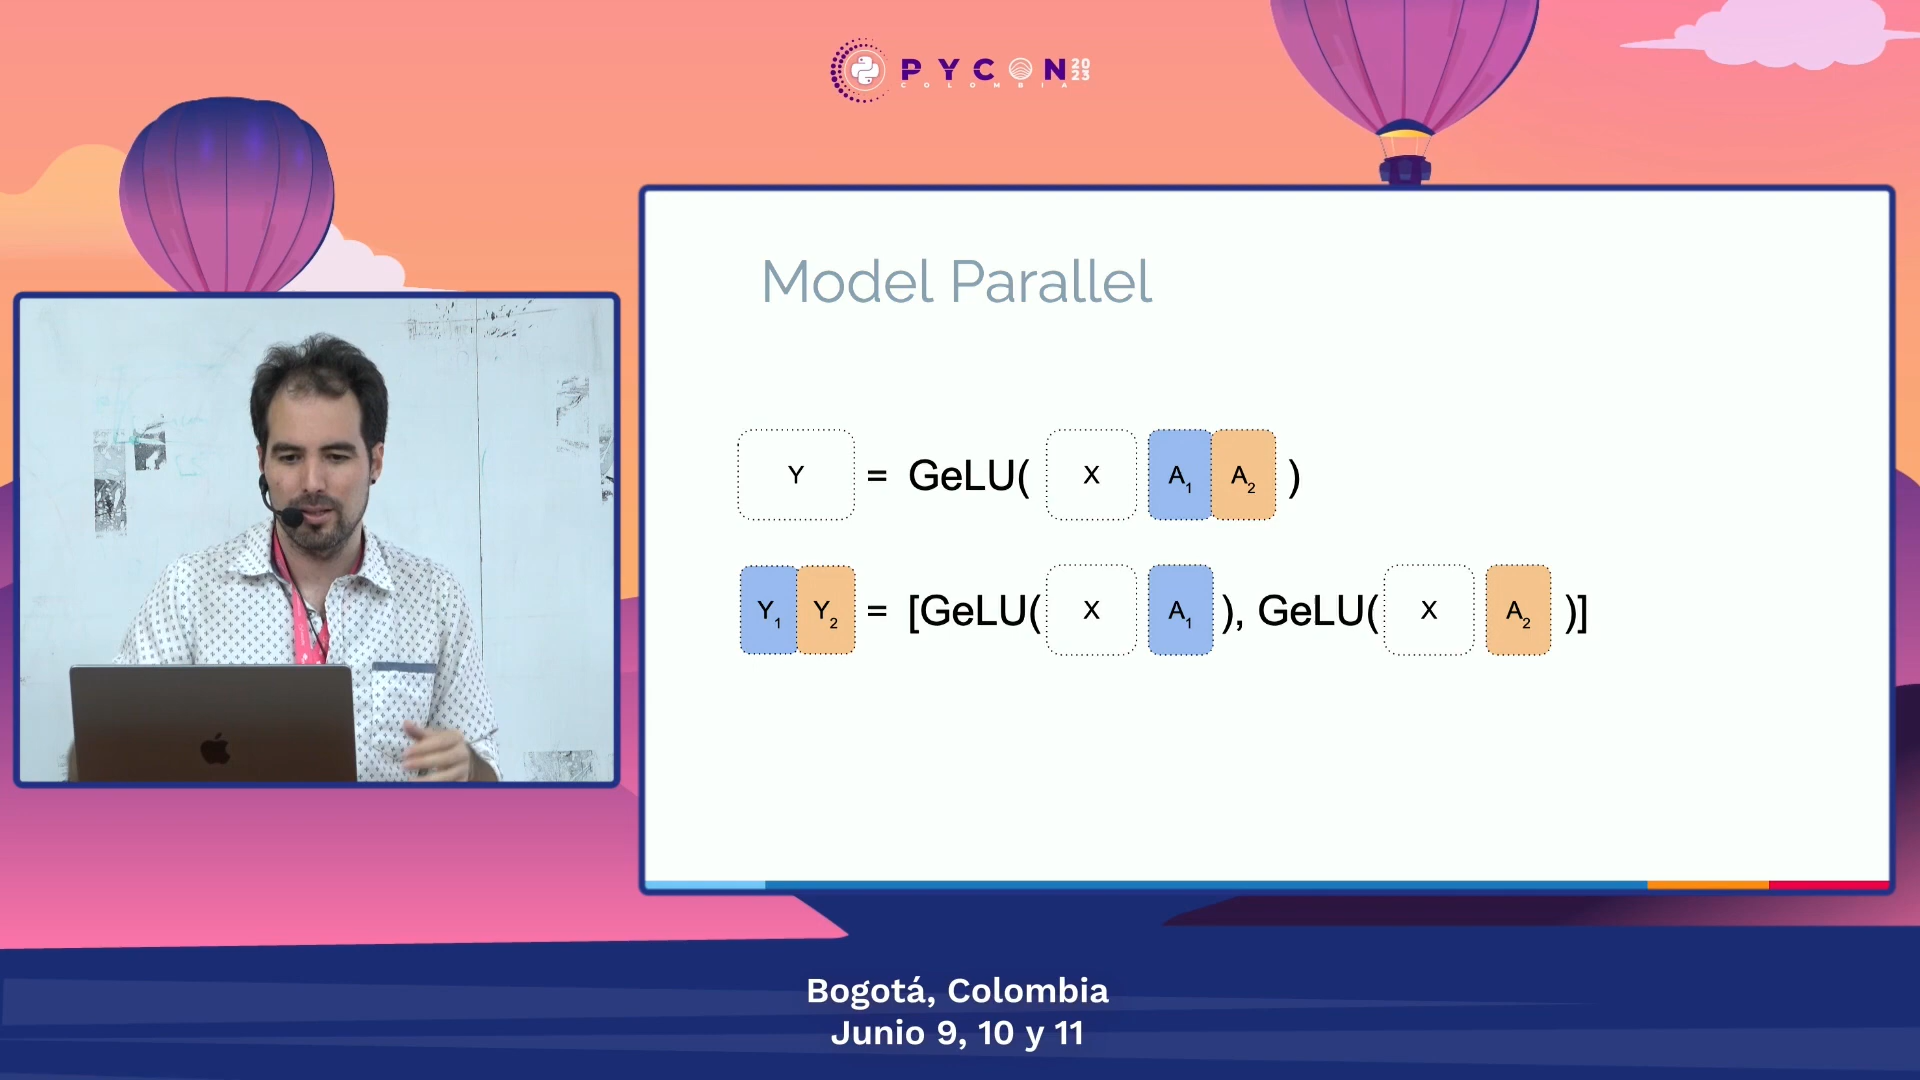 PYCON 2023
COLOMBIA
Model Parallel
Y = GeLU( X A₁ A₂ )
Y₁ Y₂ = [GeLU( X A₁ ), GeLU( X A₂ )]
Bogotá, Colombia
Junio 9, 10 y 11